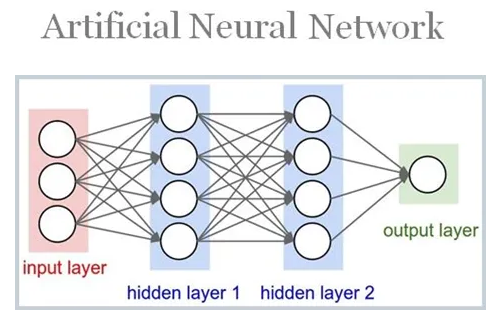 Artificial Neural Network
output layer
input layer
hidden layer 1
hidden layer 2